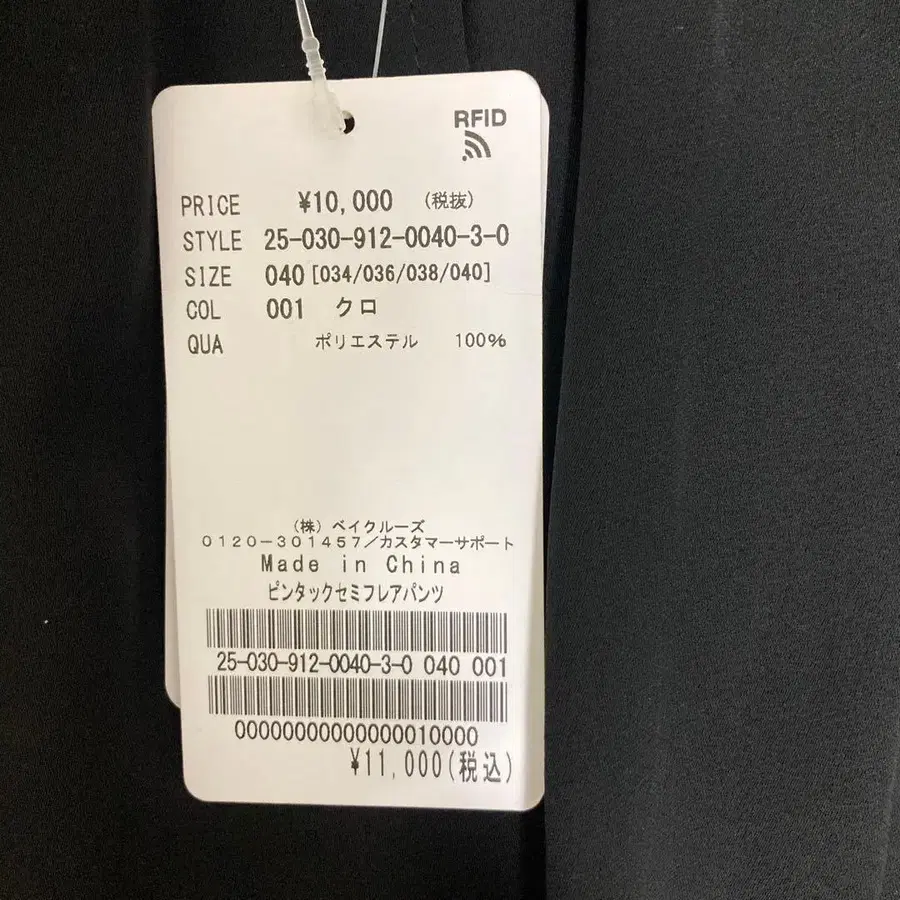 RFID
PRICE ¥10,000 (税抜)
STYLE 25-030-912-0040-3-0
SIZE 040 [034/036/038/040]
COL 001 クロ
QUA ポリエステル 100%
(株) ベイクルーズ
0120-301457/カスタマーサポート
Made in China
ピンタックセミフレアパンツ
25-030-912-0040-3-0 040 001
00000000000000010000
¥11,000(税込)